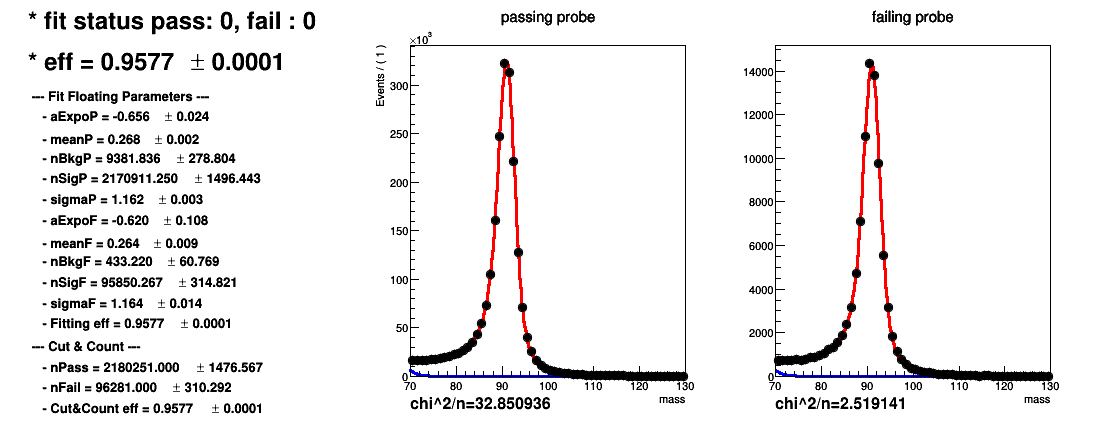 * fit status pass: 0, fail : 0
* eff = 0.9577 ± 0.0001
--- Fit Floating Parameters ---
- aExpoP = -0.656 ± 0.024
- meanP = 0.268 ± 0.002
- nBkgP = 9381.836 ± 278.804
- nSigP = 2170911.250 ± 1496.443
- sigmaP = 1.162 ± 0.003
- aExpoF = -0.620 ± 0.108
- meanF = 0.264 ± 0.009
- nBkgF = 433.220 ± 60.769
- nSigF = 95850.267 ± 314.821
- sigmaF = 1.164 ± 0.014
- Fitting eff = 0.9577 ± 0.0001
--- Cut & Count ---
- nPass = 2180251.000 ± 1476.567
- nFail = 96281.000 ± 310.292
- Cut&Count eff = 0.9577 ± 0.0001
passing probe
×10³
Events / ( 1 )
300
250
200
150
100
50
0
70 80 90 100 110 120 130
mass
chi^2/n=32.850936
failing probe
14000
12000
10000
8000
6000
4000
2000
0
70 80 90 100 110 120 130
mass
chi^2/n=2.519141